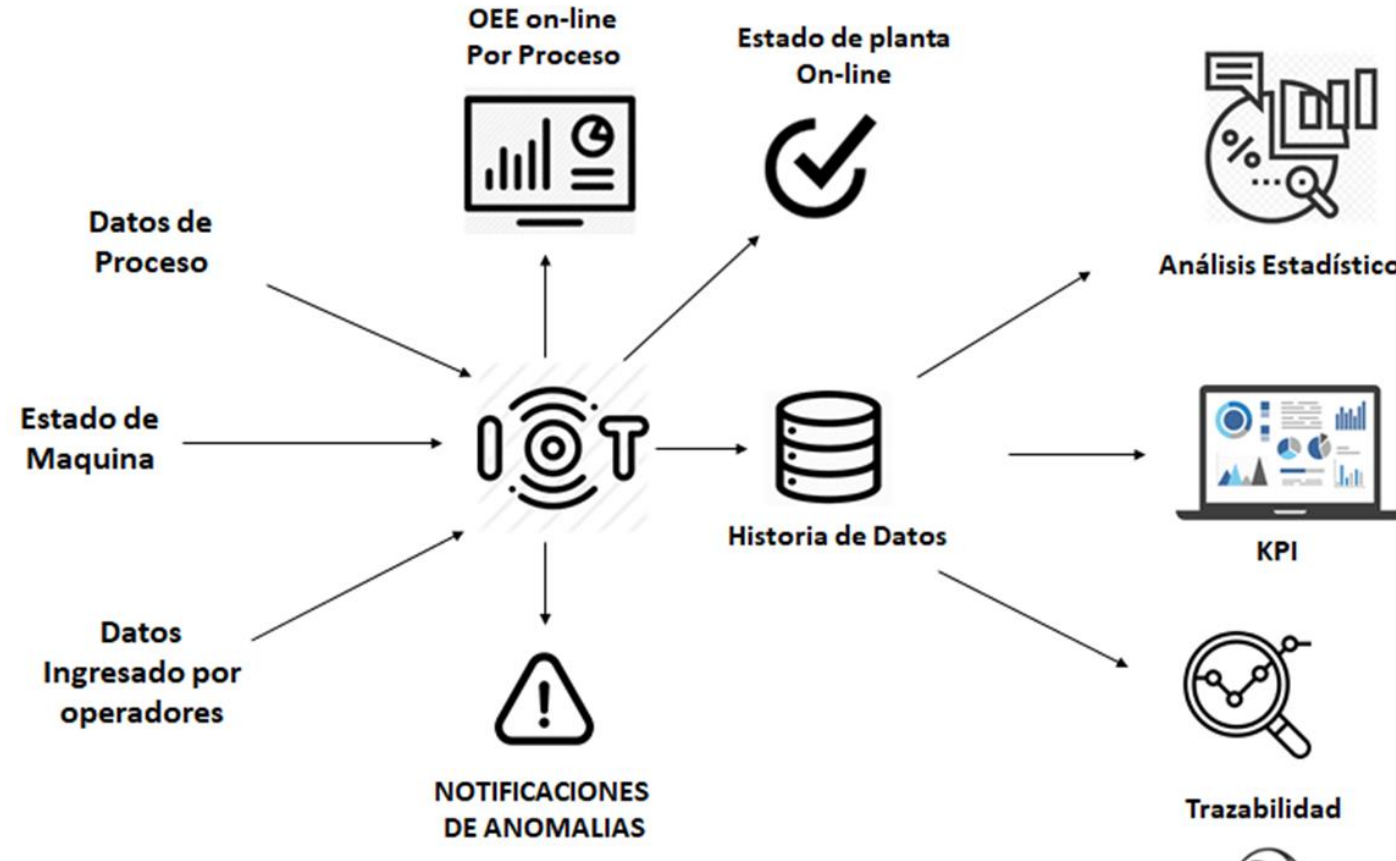 OEE on-line
Por Proceso
Estado de planta
On-line
Datos de
Proceso
Análisis Estadístico
Estado de
Maquina
IOT
Historia de Datos
KPI
Datos
Ingresado por
operadores
NOTIFICACIONES
DE ANOMALIAS
Trazabilidad